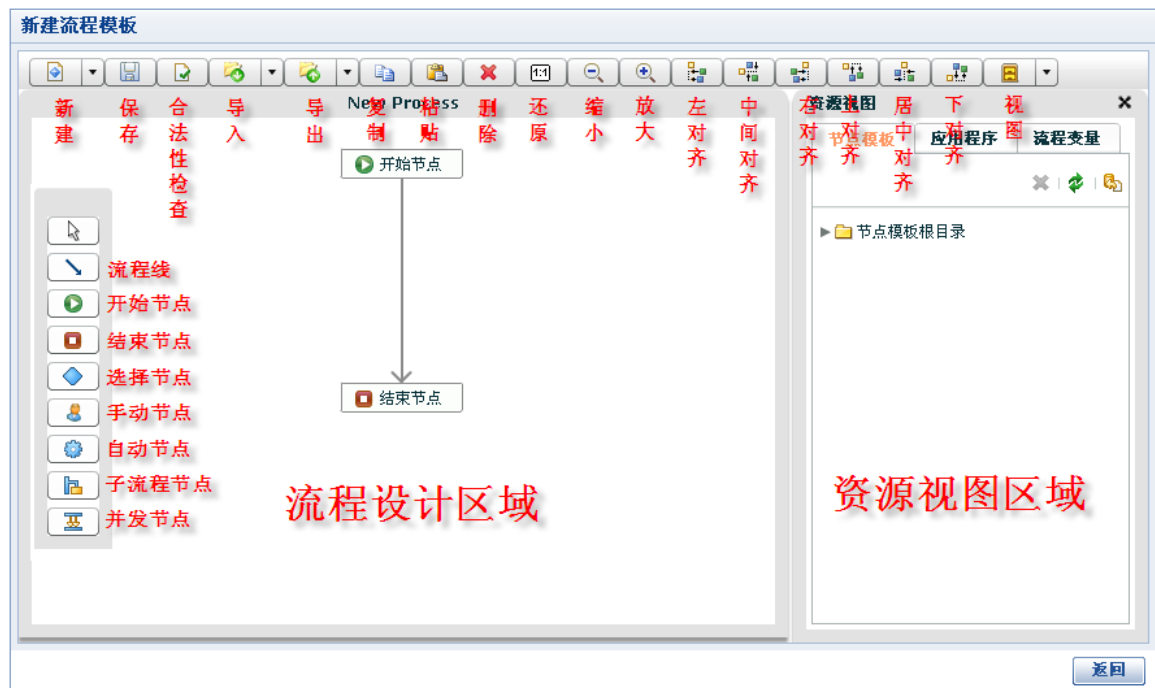 新建流程模板
1:1
新建
保存
合法性检查
导入
导出
复制
粘贴
删除
还原
缩小
放大
左对齐
中间对齐
右对齐
上对齐
居中对齐
下对齐
视图
New Process
资源视图
节点模板
应用程序
流程变量
开始节点
节点模板根目录
流程线
开始节点
结束节点
选择节点
手动节点
自动节点
子流程节点
并发节点
结束节点
流程设计区域
资源视图区域
返回